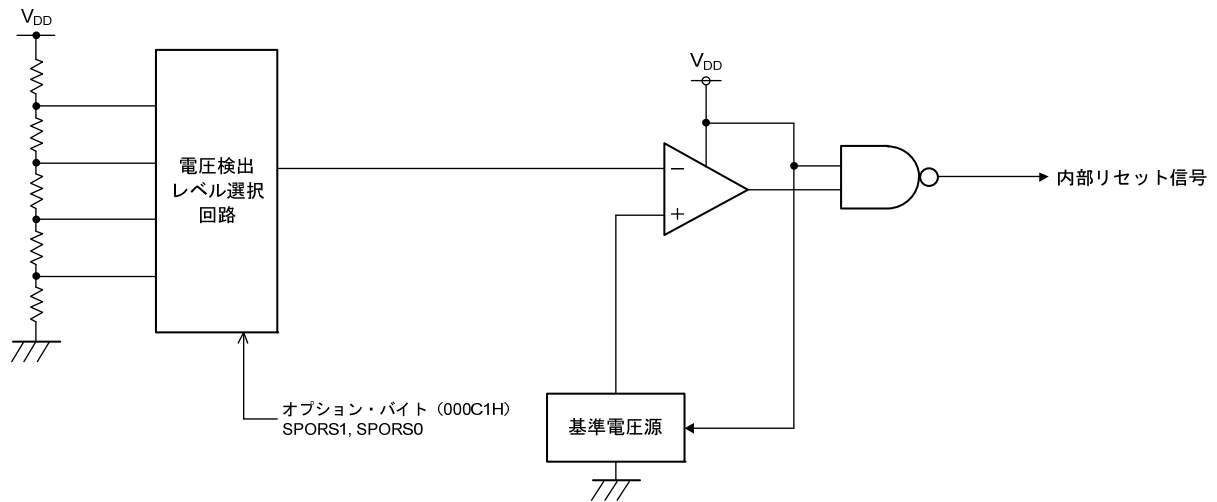 VDD
電圧検出
レベル選択
回路
オプション・バイト（000C1H）
SPORS1, SPORS0
VDD
−
+
基準電圧源
内部リセット信号